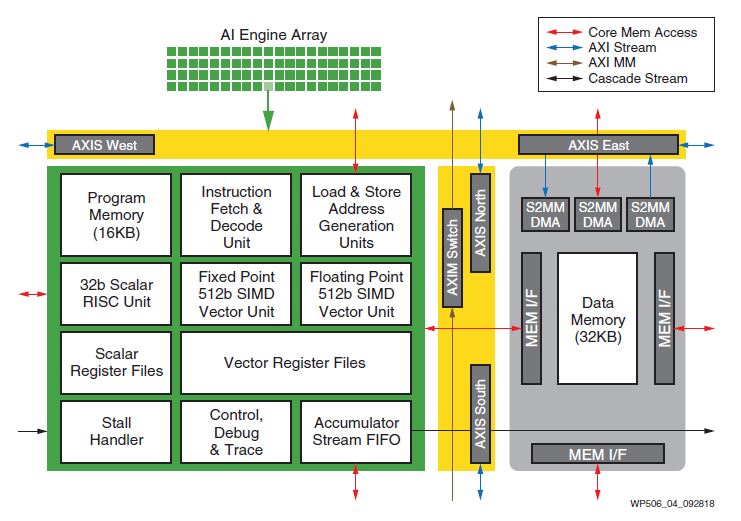 AI Engine Array
Core Mem Access
AXI Stream
AXI MM
Cascade Stream
AXIS West
AXIS East
Program
Memory
(16KB)
Instruction
Fetch &
Decode
Unit
Load & Store
Address
Generation
Units
32b Scalar
RISC Unit
Fixed Point
512b SIMD
Vector Unit
Floating Point
512b SIMD
Vector Unit
Scalar
Register Files
Vector Register Files
Stall
Handler
Control,
Debug
& Trace
Accumulator
Stream FIFO
AXIM Switch
AXIS North
AXIS South
S2MM
DMA
S2MM
DMA
S2MM
DMA
MEM I/F
Data
Memory
(32KB)
MEM I/F
MEM I/F
WP506_04_092818